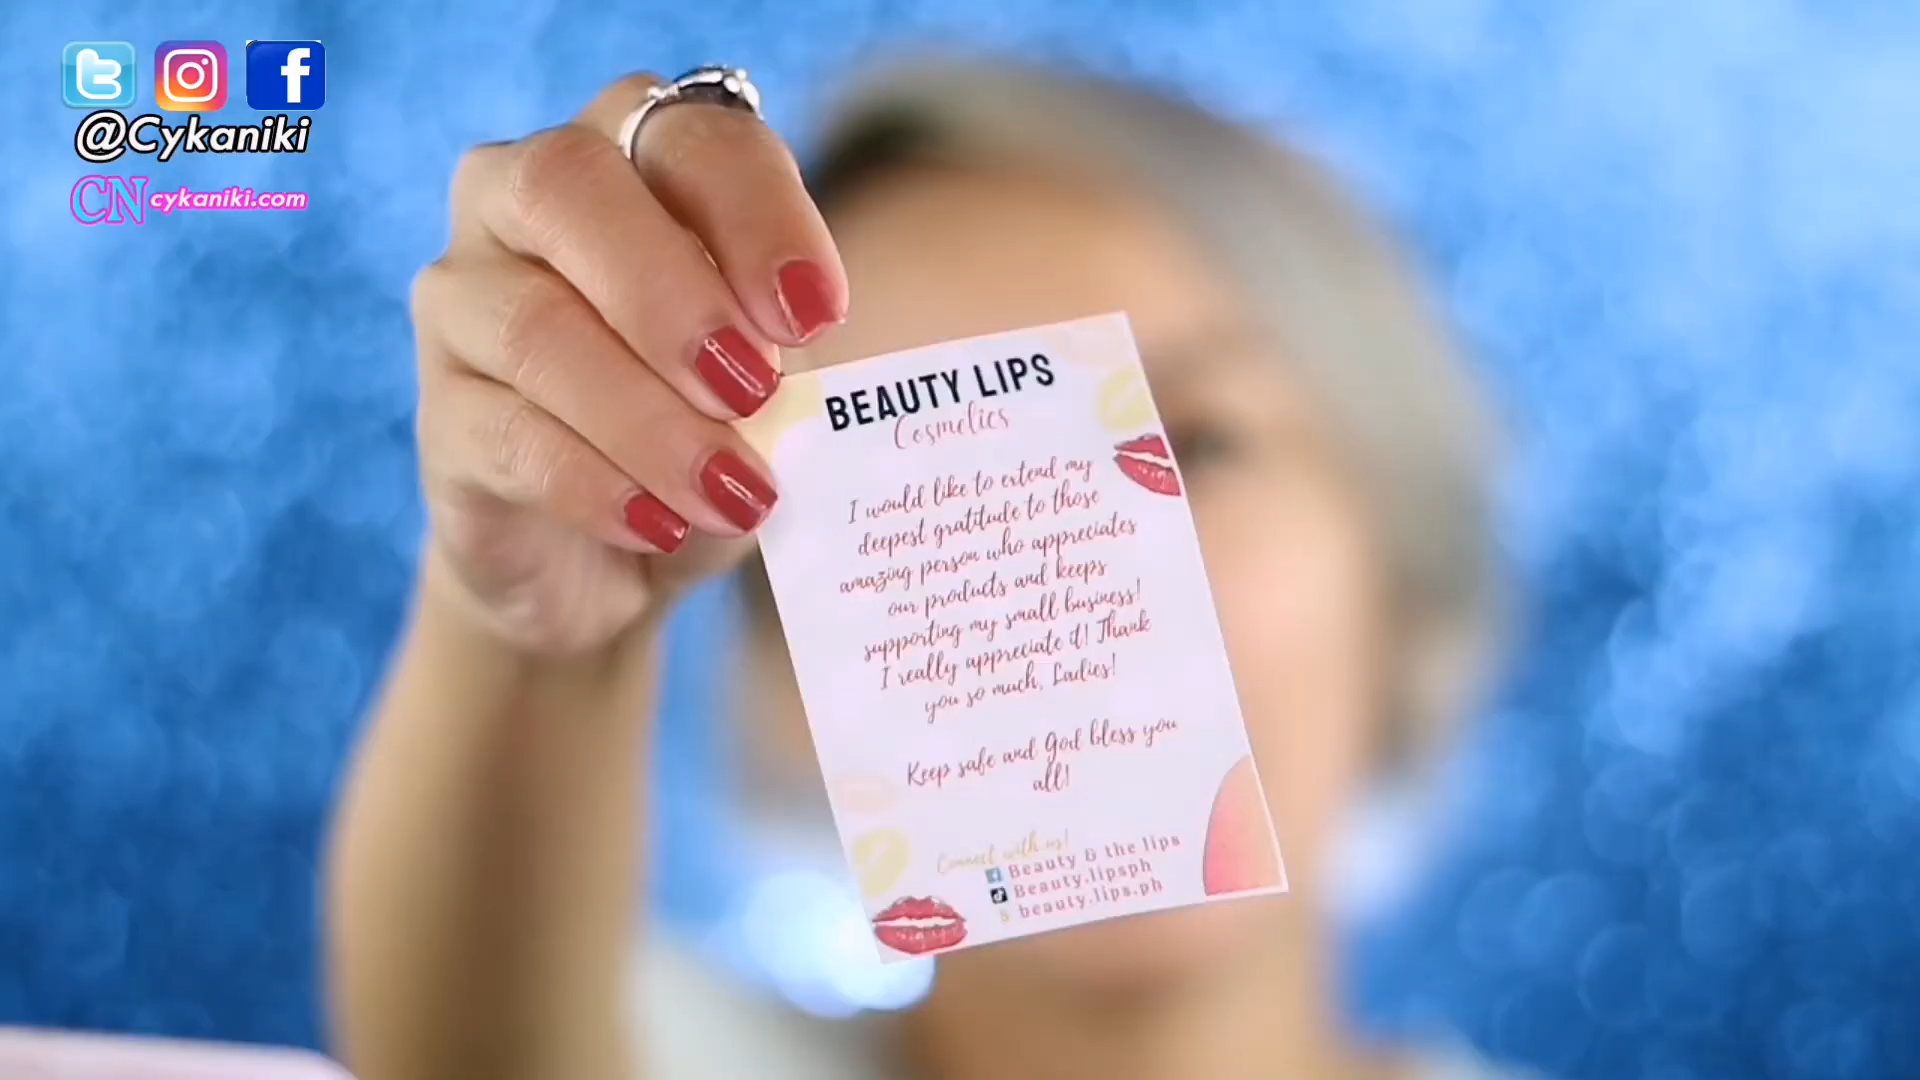 @Cykaniki
CN cykaniki.com
BEAUTY LIPS
Cosmetics
I would like to extend my
deepest gratitude to those
amazing person who appreciates
our products and keeps
supporting my small business!
I really appreciate it! Thank
you so much, Ladies!
Keep safe and God bless you
all!
Connect with us!
Beauty & the lips
Beauty.lipsph
beauty.lips.ph